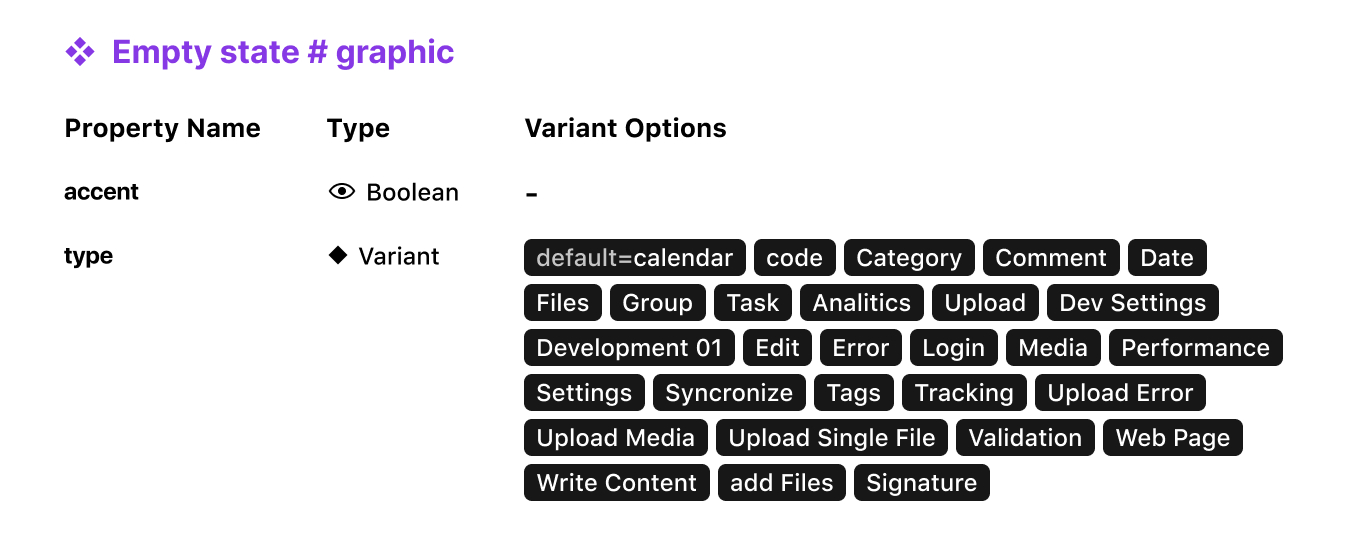 Empty state # graphic
Property Name Type Variant Options
accent Boolean -
type Variant default=calendar code Category Comment Date
Files Group Task Analitics Upload Dev Settings
Development 01 Edit Error Login Media Performance
Settings Syncronize Tags Tracking Upload Error
Upload Media Upload Single File Validation Web Page
Write Content add Files Signature